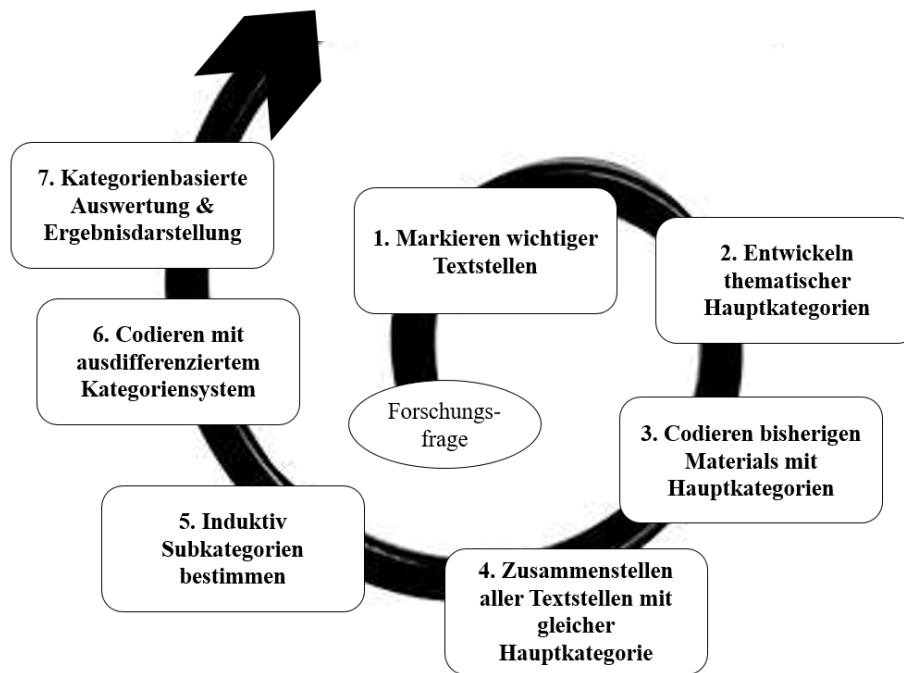 Forschungs-
frage
1. Markieren wichtiger
Textstellen
2. Entwickeln
thematischer
Hauptkategorien
3. Codieren bisherigen
Materials mit
Hauptkategorien
4. Zusammenstellen
aller Textstellen mit
gleicher
Hauptkategorie
5. Induktiv
Subkategorien
bestimmen
6. Codieren mit
ausdifferenziertem
Kategoriensystem
7. Kategorienbasierte
Auswertung &
Ergebnisdarstellung